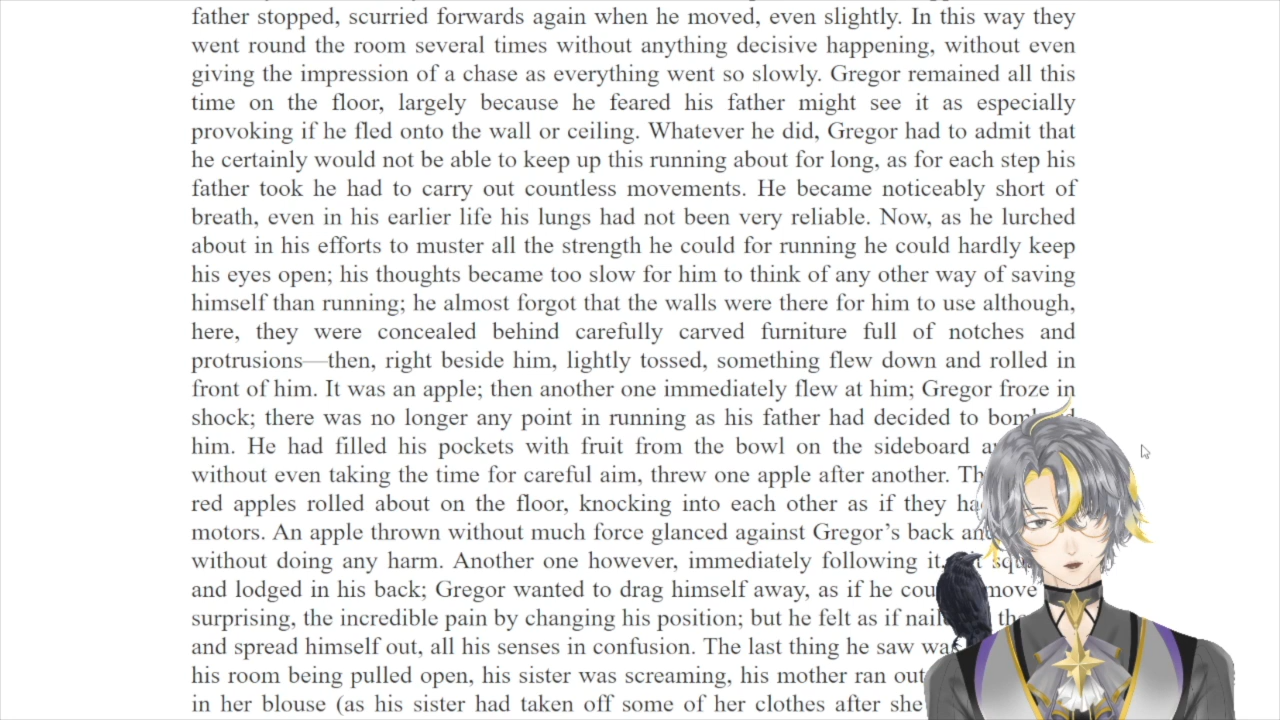 father stopped, scurried forwards again when he moved, even slightly. In this way they
went round the room several times without anything decisive happening, without even
giving the impression of a chase as everything went so slowly. Gregor remained all this
time on the floor, largely because he feared his father might see it as especially
provoking if he fled onto the wall or ceiling. Whatever he did, Gregor had to admit that
he certainly would not be able to keep up this running about for long, as for each step his
father took he had to carry out countless movements. He became noticeably short of
breath, even in his earlier life his lungs had not been very reliable. Now, as he lurched
about in his efforts to muster all the strength he could for running he could hardly keep
his eyes open; his thoughts became too slow for him to think of any other way of saving
himself than running; he almost forgot that the walls were there for him to use although,
here, they were concealed behind carefully carved furniture full of notches and
protrusions—then, right beside him, lightly tossed, something flew down and rolled in
front of him. It was an apple; then another one immediately flew at him; Gregor froze in
shock; there was no longer any point in running as his father had decided to
him. He had filled his pockets with fruit from the bowl on the sideboard
without even taking the time for careful aim, threw one apple after another.
red apples rolled about on the floor, knocking into each other as if they
motors. An apple thrown without much force glanced against Gregor's back
without doing any harm. Another one however, immediately following it,
and lodged in his back; Gregor wanted to drag himself away, as if he move
surprising, the incredible pain by changing his position; but he felt as if
and spread himself out, all his senses in confusion. The last thing he saw
his room being pulled open, his sister was screaming, his mother ran out
in her blouse (as his sister had taken off some of her clothes after she